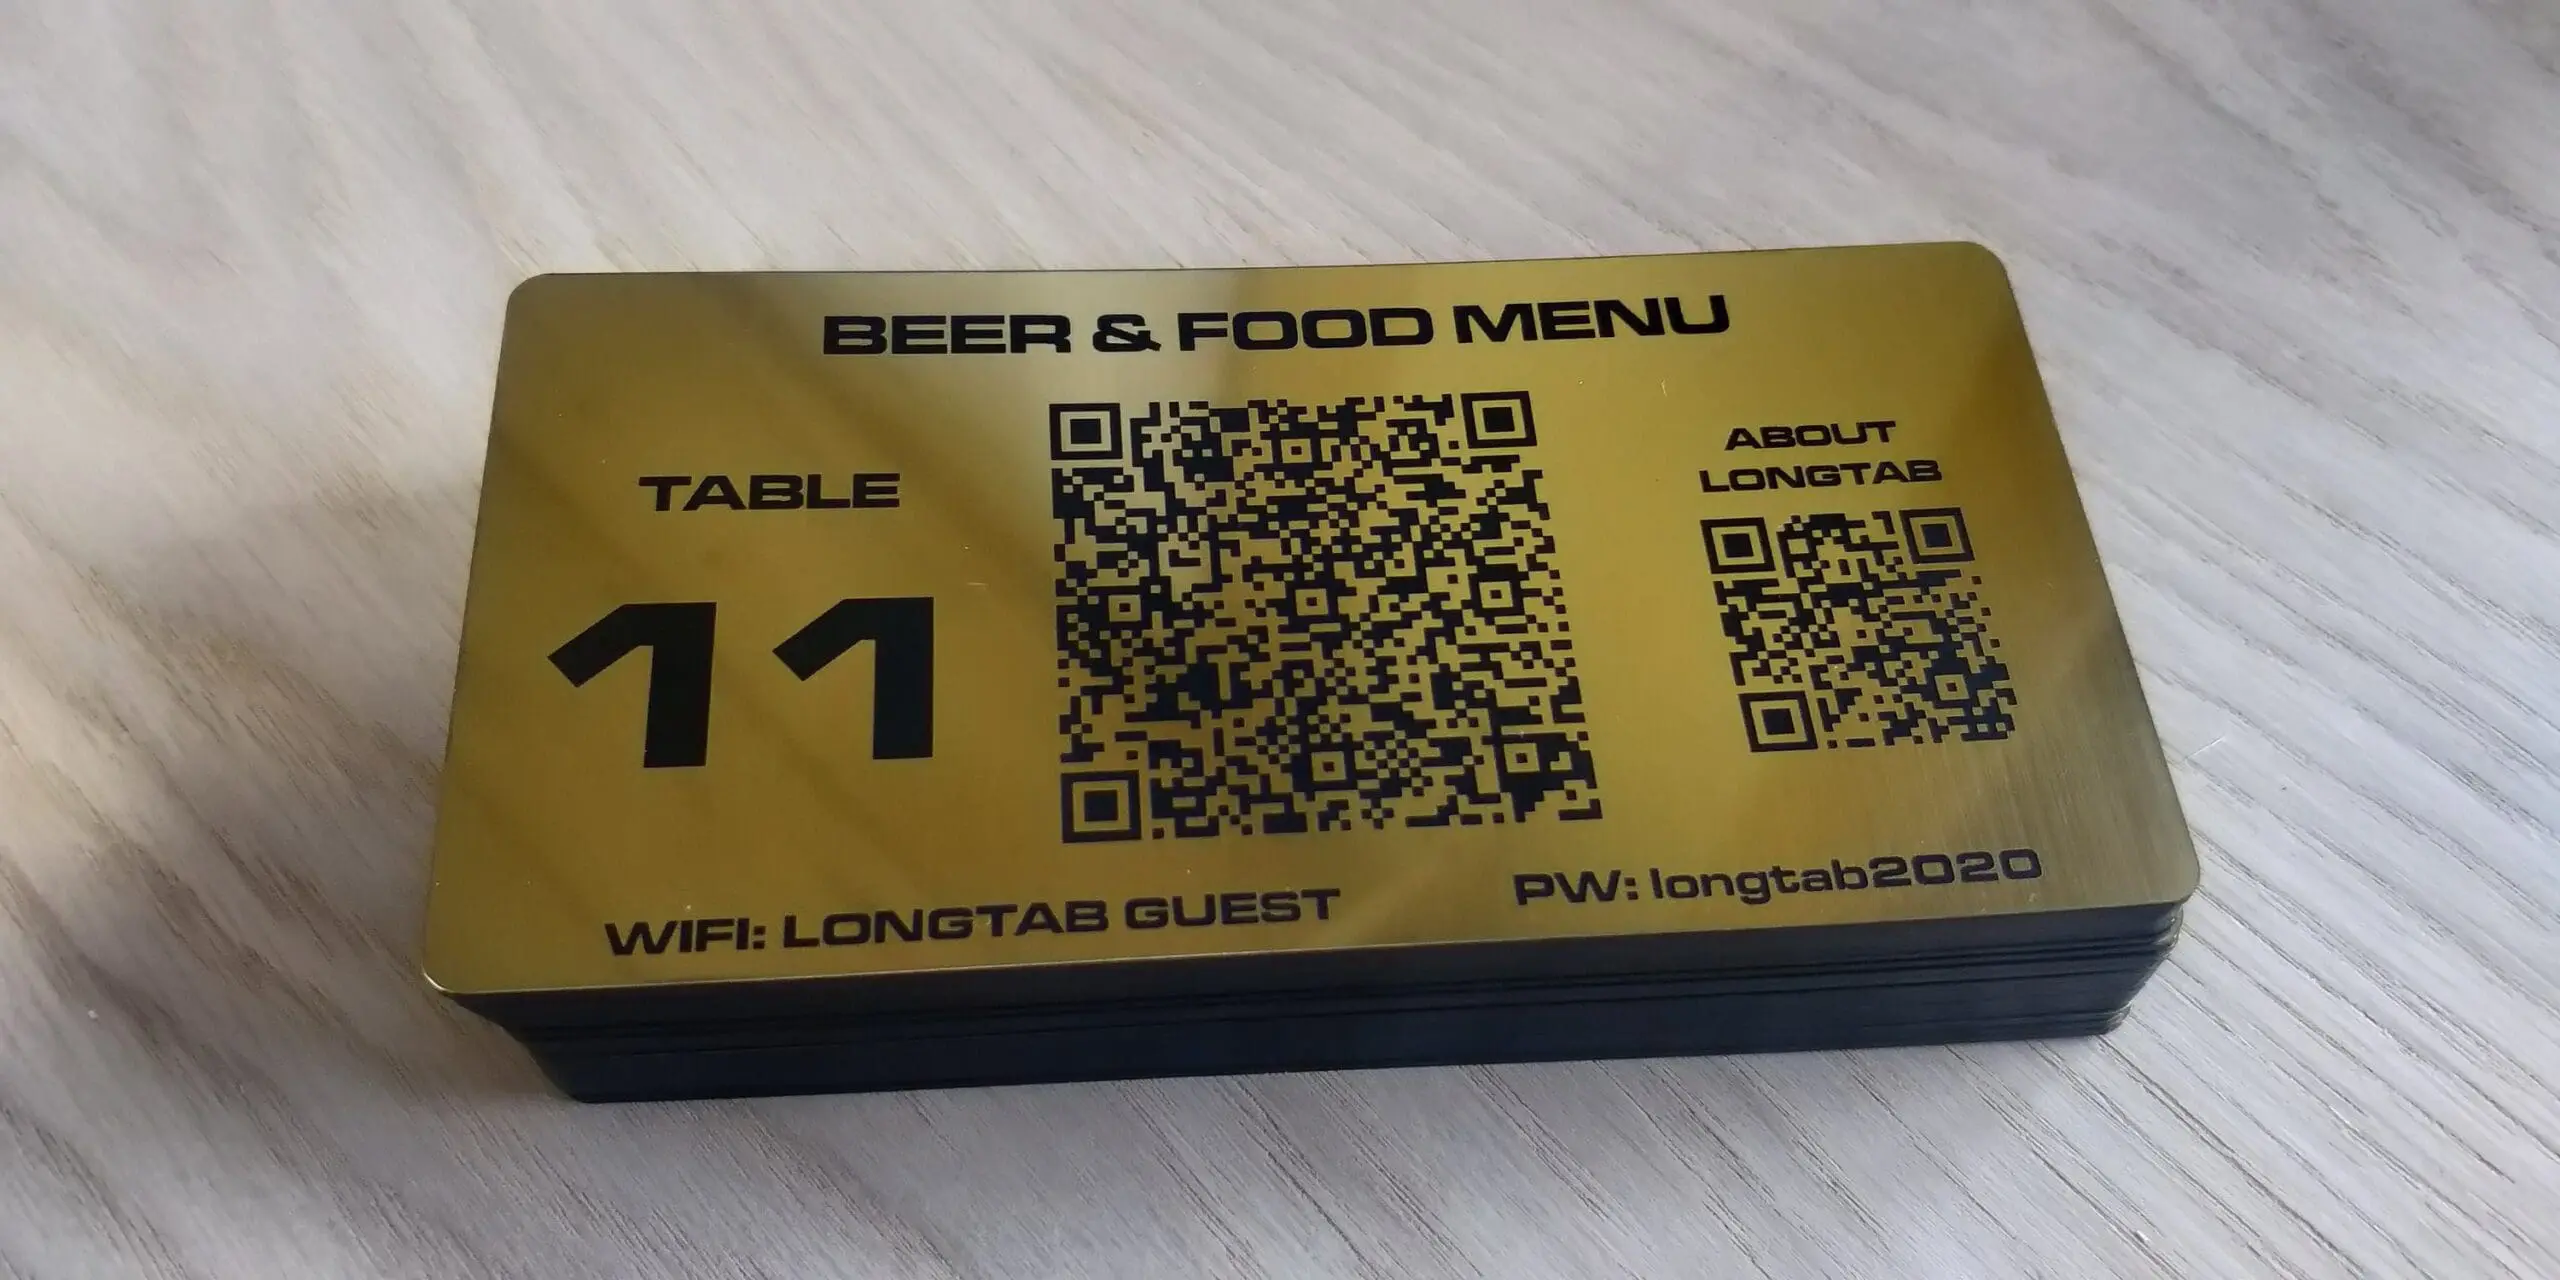 BEER & FOOD MENU
TABLE
11
ABOUT
LONGTAB
WIFI: LONGTAB GUEST
PW: longtab2020